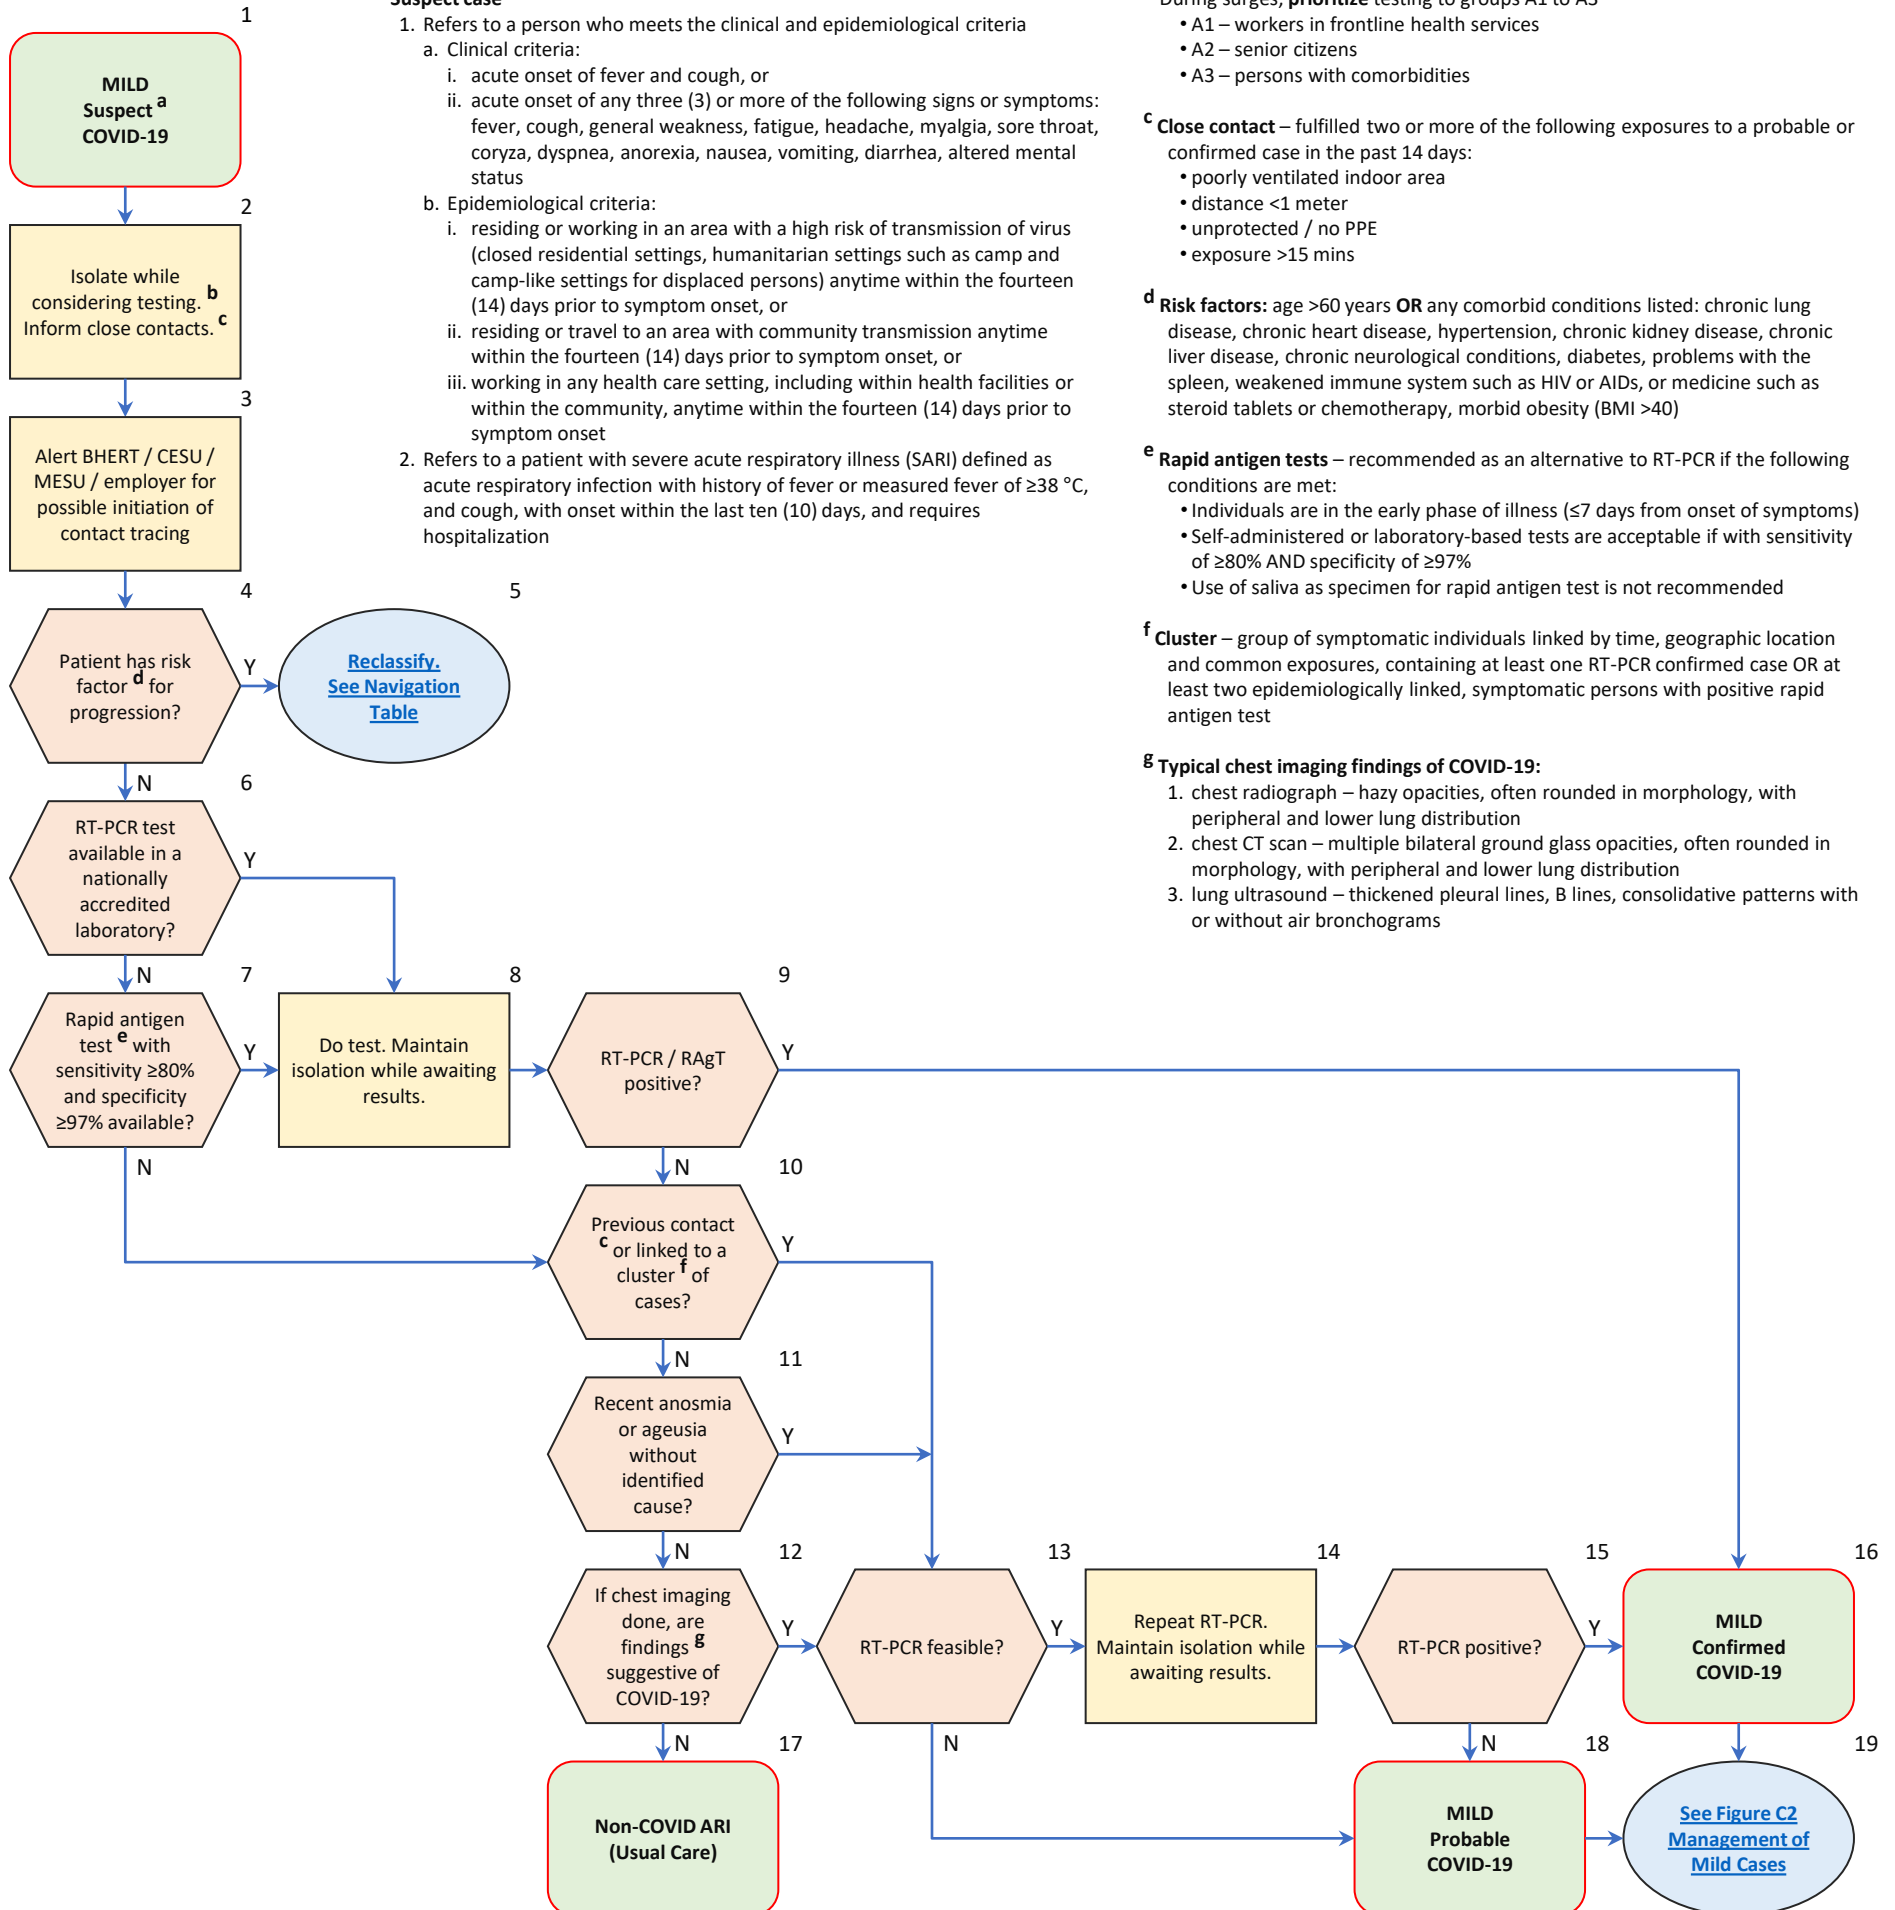 1
MILD
Suspect a
COVID-19
2
Isolate while
considering testing. b
Inform close contacts. c
3
Alert BHERT / CESU /
MESU / employer for
possible initiation of
contact tracing
4
Patient has risk
factor d for
progression?
Y
N
5
Reclassify.
See Navigation
Table
6
RT-PCR test
available in a
nationally
accredited
laboratory?
Y
N
7
Rapid antigen
test e with
sensitivity ≥80%
and specificity
≥97% available?
Y
N
8
Do test. Maintain
isolation while awaiting
results.
9
RT-PCR / RAgT
positive?
Y
N
10
Previous contact
c or linked to a
cluster f of
cases?
Y
N
11
Recent anosmia
or ageusia
without
identified
cause?
Y
N
12
If chest imaging
done, are
findings g
suggestive of
COVID-19?
Y
N
13
RT-PCR feasible?
Y
N
14
Repeat RT-PCR.
Maintain isolation while
awaiting results.
15
RT-PCR positive?
Y
N
16
MILD
Confirmed
COVID-19
17
Non-COVID ARI
(Usual Care)
18
MILD
Probable
COVID-19
19
See Figure C2
Management of
Mild Cases
Suspect case
1. Refers to a person who meets the clinical and epidemiological criteria
a. Clinical criteria:
i. acute onset of fever and cough, or
ii. acute onset of any three (3) or more of the following signs or symptoms:
fever, cough, general weakness, fatigue, headache, myalgia, sore throat,
coryza, dyspnea, anorexia, nausea, vomiting, diarrhea, altered mental
status
b. Epidemiological criteria:
i. residing or working in an area with a high risk of transmission of virus
(closed residential settings, humanitarian settings such as camp and
camp-like settings for displaced persons) anytime within the fourteen
(14) days prior to symptom onset, or
ii. residing or travel to an area with community transmission anytime
within the fourteen (14) days prior to symptom onset, or
iii. working in any health care setting, including within health facilities or
within the community, anytime within the fourteen (14) days prior to
symptom onset
2. Refers to a patient with severe acute respiratory illness (SARI) defined as
acute respiratory infection with history of fever or measured fever of ≥38 °C,
and cough, with onset within the last ten (10) days, and requires
hospitalization
During surges, prioritize testing to groups A1 to A3
• A1 – workers in frontline health services
• A2 – senior citizens
• A3 – persons with comorbidities
c Close contact – fulfilled two or more of the following exposures to a probable or
confirmed case in the past 14 days:
• poorly ventilated indoor area
• distance <1 meter
• unprotected / no PPE
• exposure >15 mins
d Risk factors: age >60 years OR any comorbid conditions listed: chronic lung
disease, chronic heart disease, hypertension, chronic kidney disease, chronic
liver disease, chronic neurological conditions, diabetes, problems with the
spleen, weakened immune system such as HIV or AIDs, or medicine such as
steroid tablets or chemotherapy, morbid obesity (BMI >40)
e Rapid antigen tests – recommended as an alternative to RT-PCR if the following
conditions are met:
• Individuals are in the early phase of illness (≤7 days from onset of symptoms)
• Self-administered or laboratory-based tests are acceptable if with sensitivity
of ≥80% AND specificity of ≥97%
• Use of saliva as specimen for rapid antigen test is not recommended
f Cluster – group of symptomatic individuals linked by time, geographic location
and common exposures, containing at least one RT-PCR confirmed case OR at
least two epidemiologically linked, symptomatic persons with positive rapid
antigen test
g Typical chest imaging findings of COVID-19:
1. chest radiograph – hazy opacities, often rounded in morphology, with
peripheral and lower lung distribution
2. chest CT scan – multiple bilateral ground glass opacities, often rounded in
morphology, with peripheral and lower lung distribution
3. lung ultrasound – thickened pleural lines, B lines, consolidative patterns with
or without air bronchograms